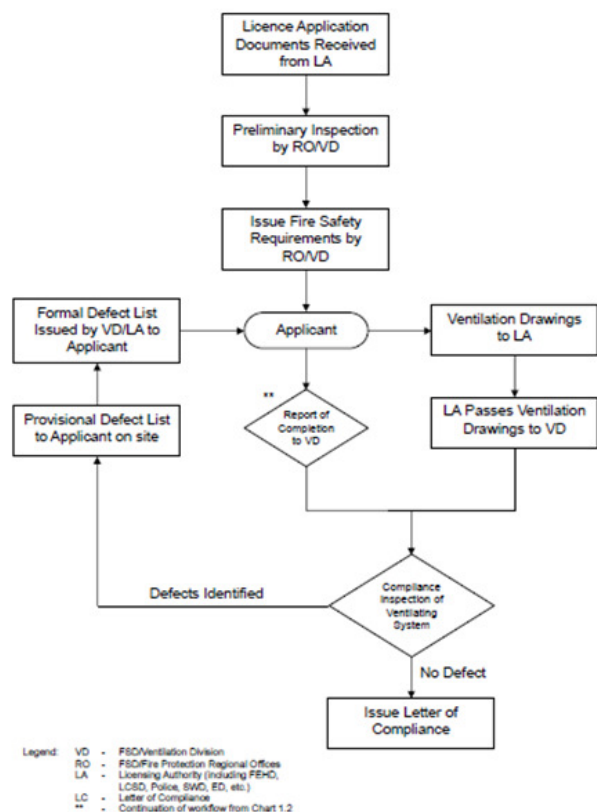 Licence Application
Documents Received
from LA
Preliminary Inspection
by RO/VD
Issue Fire Safety
Requirements by
RO/VD
Formal Defect List
Issued by VD/LA to
Applicant
Applicant
Ventilation Drawings
to LA
**
Report of
Completion
to VD
Provisional Defect List
to Applicant on site
LA Passes Ventilation
Drawings to VD
Defects Identified
Compliance
Inspection of
Ventilating
System
No Defect
Issue Letter of
Compliance
Legend: VD - FSD/Ventilation Division
RO - FSD/Fire Protection Regional Offices
LA - Licensing Authority (including FEHD,
LCSD, Police, SWD, ED, etc.)
LC - Letter of Compliance
** - Continuation of workflow from Chart 1.2